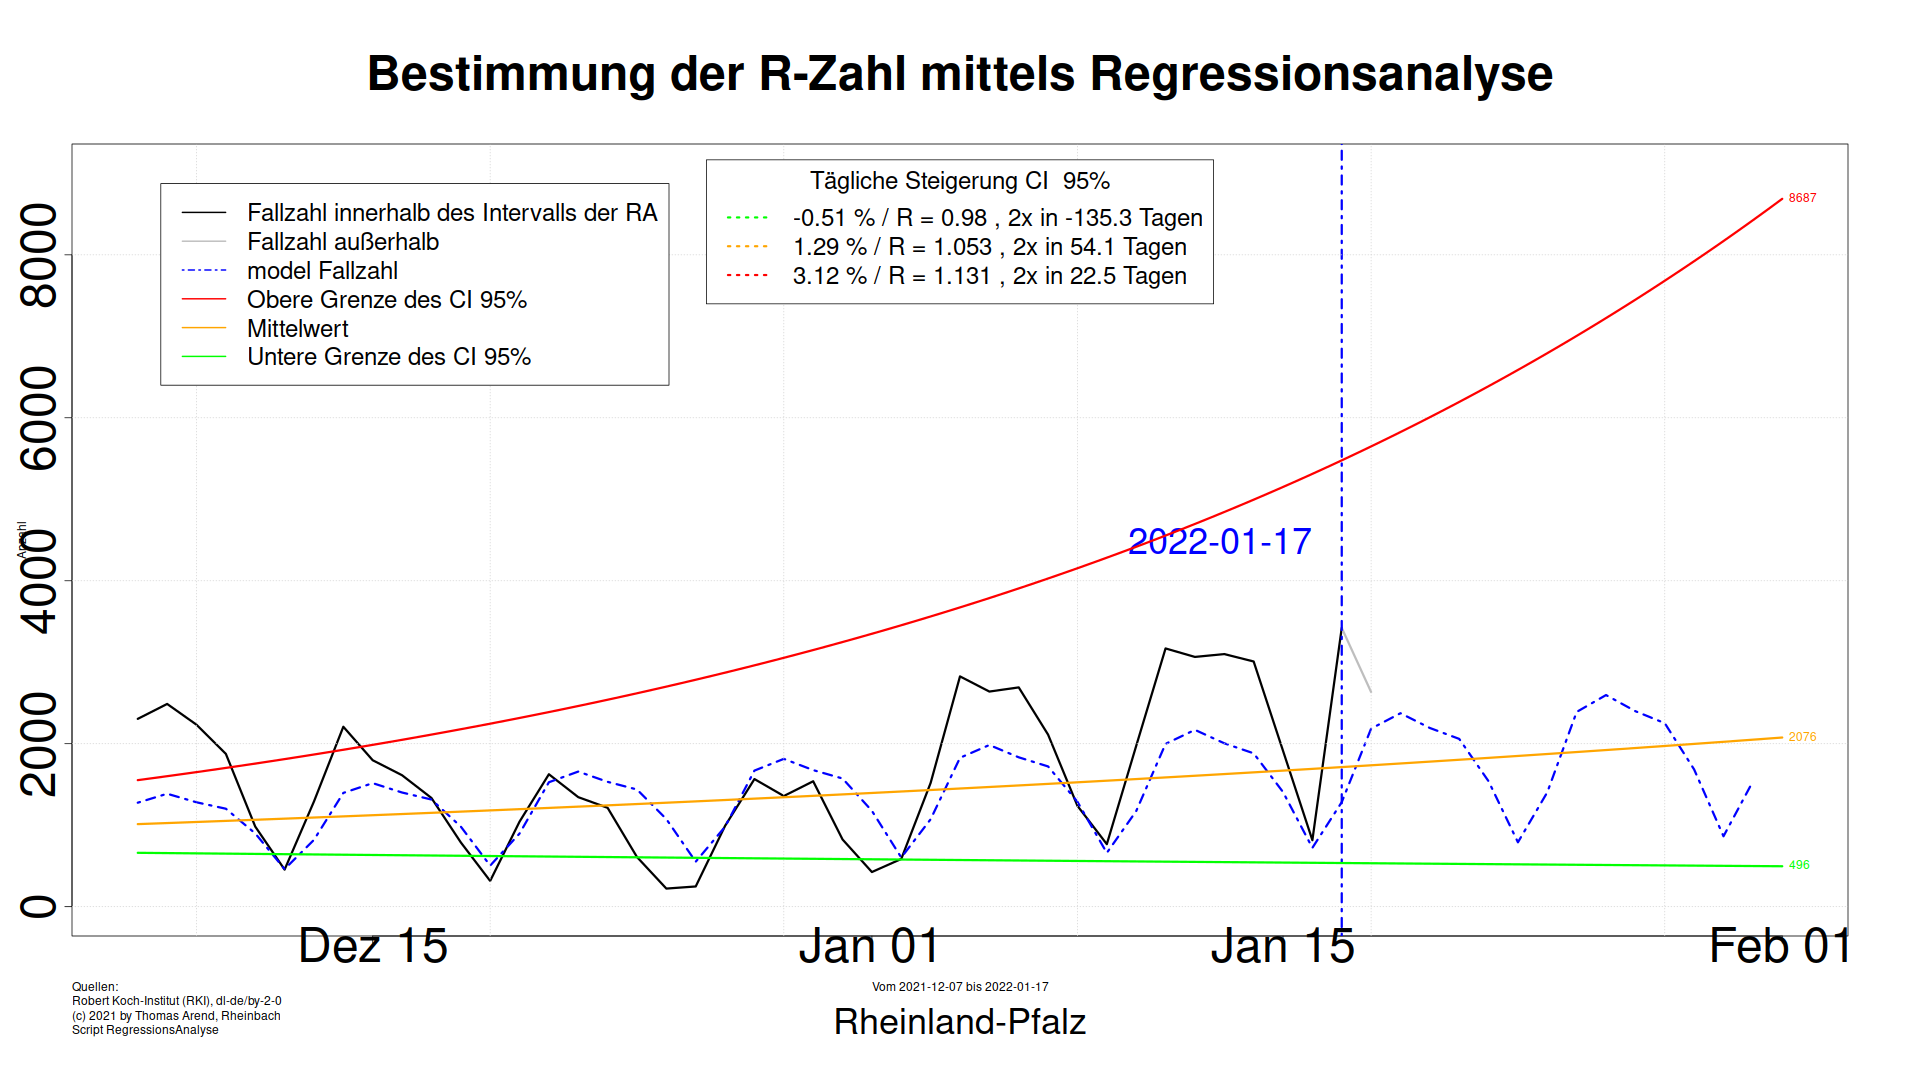 Bestimmung der R-Zahl mittels Regressionsanalyse
Fallzahl innerhalb des Intervalls der RA
Fallzahl außerhalb
model Fallzahl
Obere Grenze des CI 95%
Mittelwert
Untere Grenze des CI 95%
Tägliche Steigerung CI  95%
-0.51 % / R = 0.98 , 2x in -135.3 Tagen
1.29 % / R = 1.053 , 2x in 54.1 Tagen
3.12 % / R = 1.131 , 2x in 22.5 Tagen
8687
8000
6000
Anzahl
4000
2022-01-17
2000
2076
496
0
Dez 15
Jan 01
Jan 15
Feb 01
Quellen:
Robert Koch-Institut (RKI), dl-de/by-2-0
(c) 2021 by Thomas Arend, Rheinbach
Script RegressionsAnalyse
Vom 2021-12-07 bis 2022-01-17
Rheinland-Pfalz